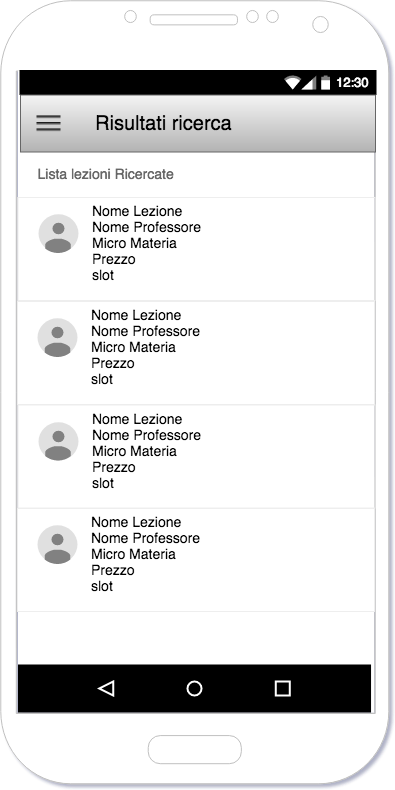 12:30
Risultati ricerca
Lista lezioni Ricercate
Nome Lezione
Nome Professore
Micro Materia
Prezzo
slot
Nome Lezione
Nome Professore
Micro Materia
Prezzo
slot
Nome Lezione
Nome Professore
Micro Materia
Prezzo
slot
Nome Lezione
Nome Professore
Micro Materia
Prezzo
slot